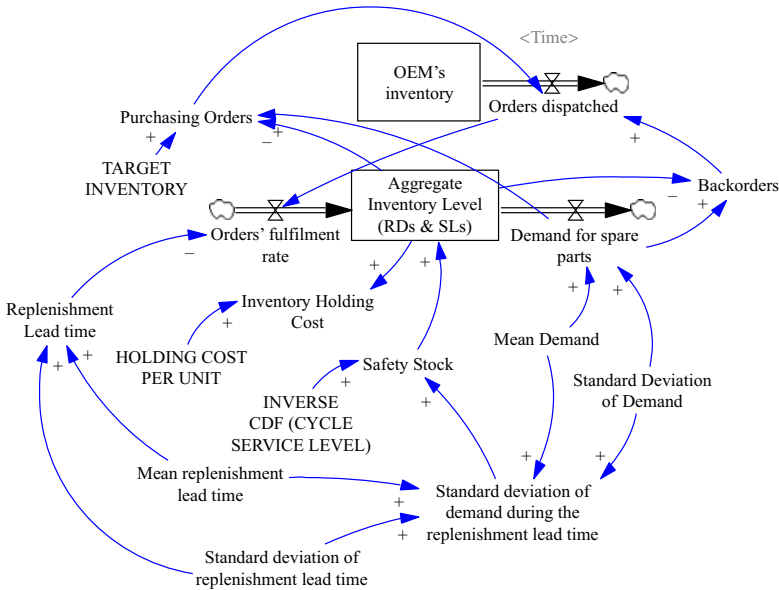 <Time>
OEM's
inventory
Orders dispatched
Purchasing Orders
+
+
−
+
TARGET
INVENTORY
Aggregate
Inventory Level
(RDs & SLs)
Backorders
−
+
Orders' fulfilment
rate
Demand for spare
parts
−
+
+
+
+
Replenishment
Lead time
Inventory Holding
Cost
+
Mean Demand
HOLDING COST
PER UNIT
Safety Stock
+
+
+
Standard Deviation
of Demand
+
INVERSE
CDF (CYCLE
SERVICE LEVEL)
+
+
+
Mean replenishment
lead time
Standard deviation of
demand during the
replenishment lead time
+
+
Standard deviation of
replenishment lead time